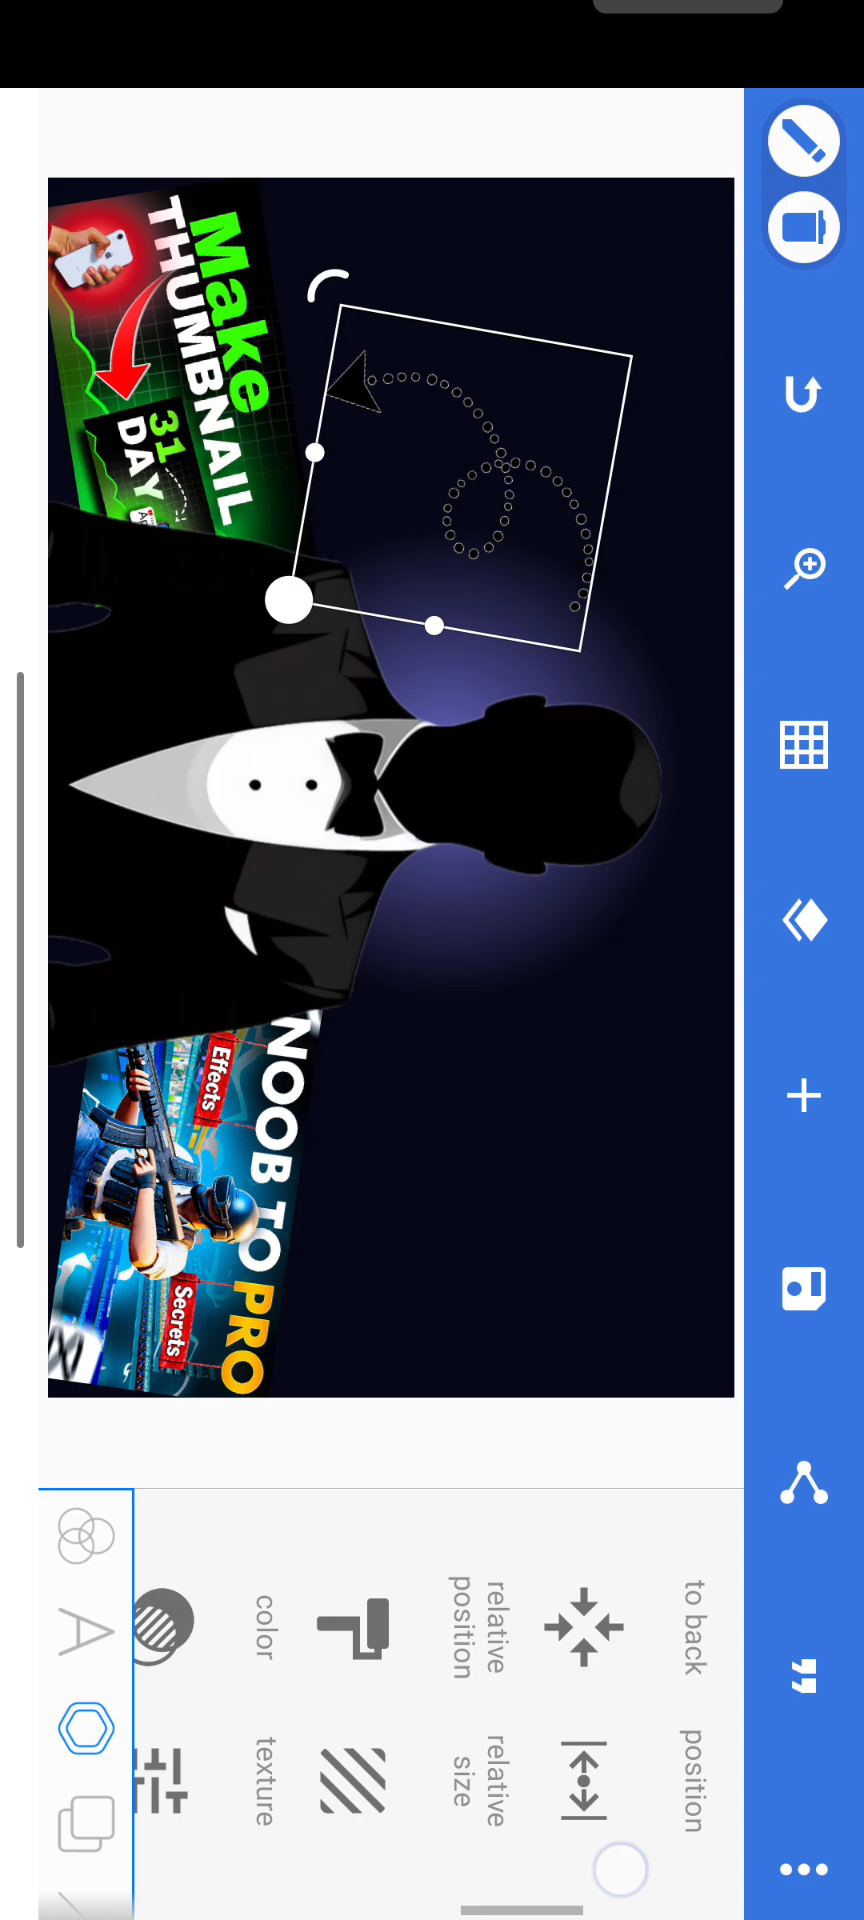 Make
THUMBNAIL
31
DAY
NOOB TO PRO
Effects
Secrets
to back
position
relative
position
relative
size
color
texture